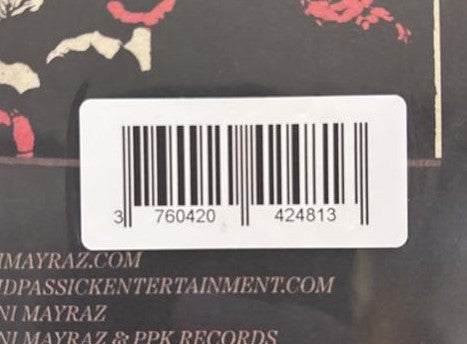 3 760420 424813
IMAYRAZ.COM
IDPASSICKENTERTAINMENT.COM
NI MAYRAZ
NI MAYRAZ & PPK RECORDS